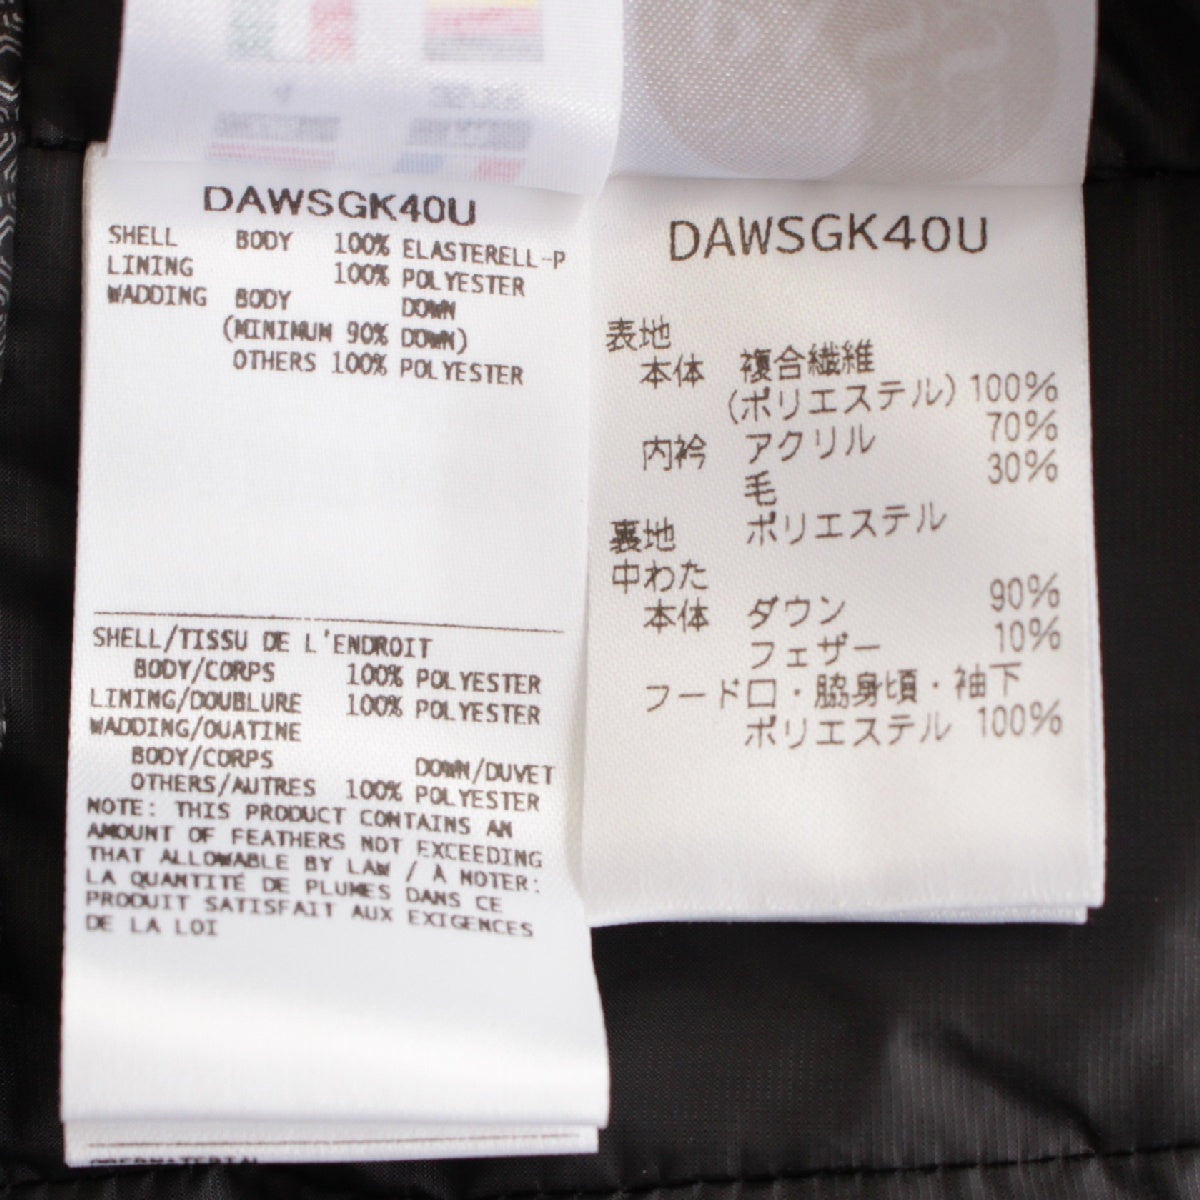 DAWSGK40U
SHELL BODY 100% ELASTERELL-P
LINING 100% POLYESTER
WADDING BODY DOWN
(MINIMUM 90% DOWN)
OTHERS 100% POLYESTER
SHELL/TISSU DE L'ENDROIT
BODY/CORPS 100% POLYESTER
LINING/DOUBLURE 100% POLYESTER
WADDING/OUATINE
BODY/CORPS DOWN/DUVET
OTHERS/AUTRES 100% POLYESTER
NOTE: THIS PRODUCT CONTAINS AN
AMOUNT OF FEATHERS NOT EXCEEDING
THAT ALLOWABLE BY LAW / À NOTER:
LA QUANTITÉ DE PLUMES DANS CE
PRODUIT SATISFAIT AUX EXIGENCES
DE LA LOI
DAWSGK40U
表地
本体 複合繊維
(ポリエステル) 100%
内衿 アクリル 70%
毛 30%
裏地 ポリエステル
中わた
本体 ダウン 90%
フェザー 10%
フード口・脇身頃・袖下
ポリエステル 100%